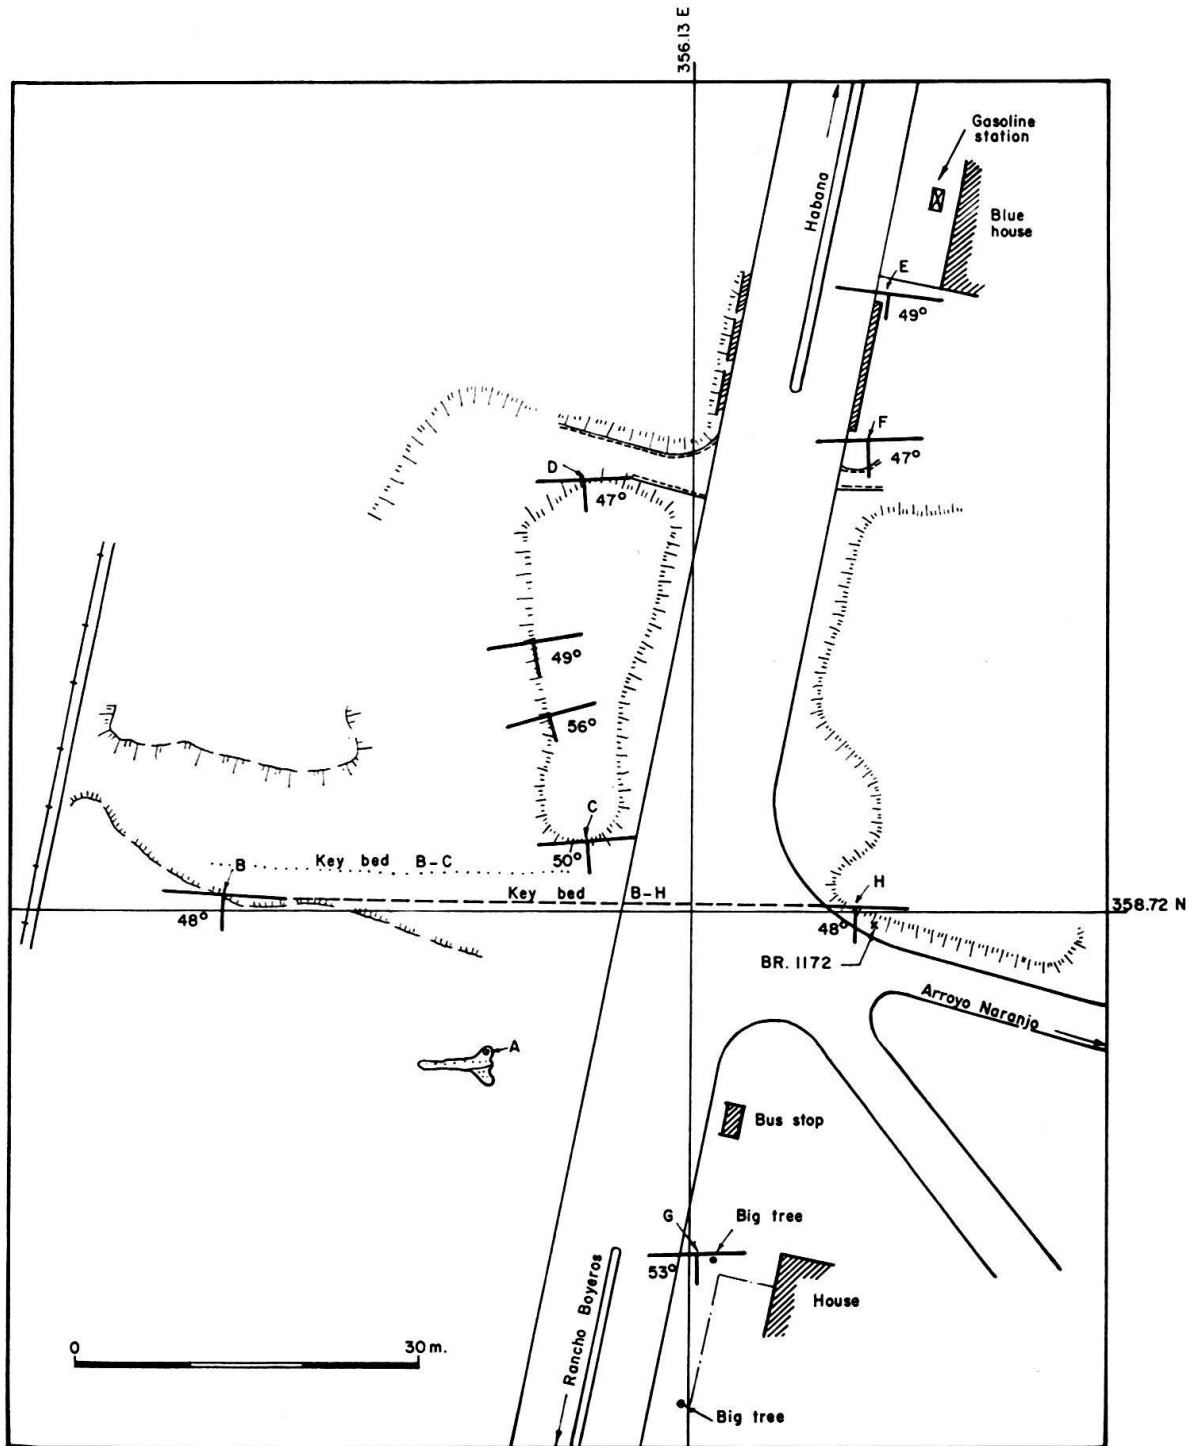 356.13 E
Gasoline
station
Habana
Blue
house
E
49°
F
47°
D
47°
49°
56°
C
50°
Key bed B-C
B
Key bed B-H
H
48°
48°
358.72 N
BR. 1172
Arroyo Naranjo
A
Bus stop
G
Big tree
53°
House
Rancho Boyeros
0 30 m.
Big tree